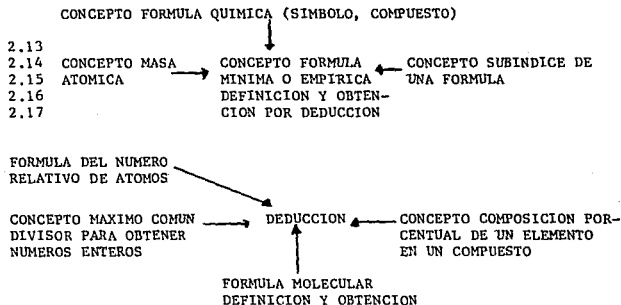 CONCEPTO FORMULA QUIMICA (SIMBOLO, COMPUESTO)
2.13
2.14 CONCEPTO MASA CONCEPTO FORMULA CONCEPTO SUBINDICE DE
2.15 ATOMICA MINIMA O EMPIRICA UNA FORMULA
2.16 DEFINICION Y OBTEN-
2.17 CION POR DEDUCCION
FORMULA DEL NUMERO
RELATIVO DE ATOMOS
CONCEPTO MAXIMO COMUN DEDUCCION CONCEPTO COMPOSICION POR-
DIVISOR PARA OBTENER CENTUAL DE UN ELEMENTO
NUMEROS ENTEROS EN UN COMPUESTO
FORMULA MOLECULAR
DEFINICION Y OBTENCION